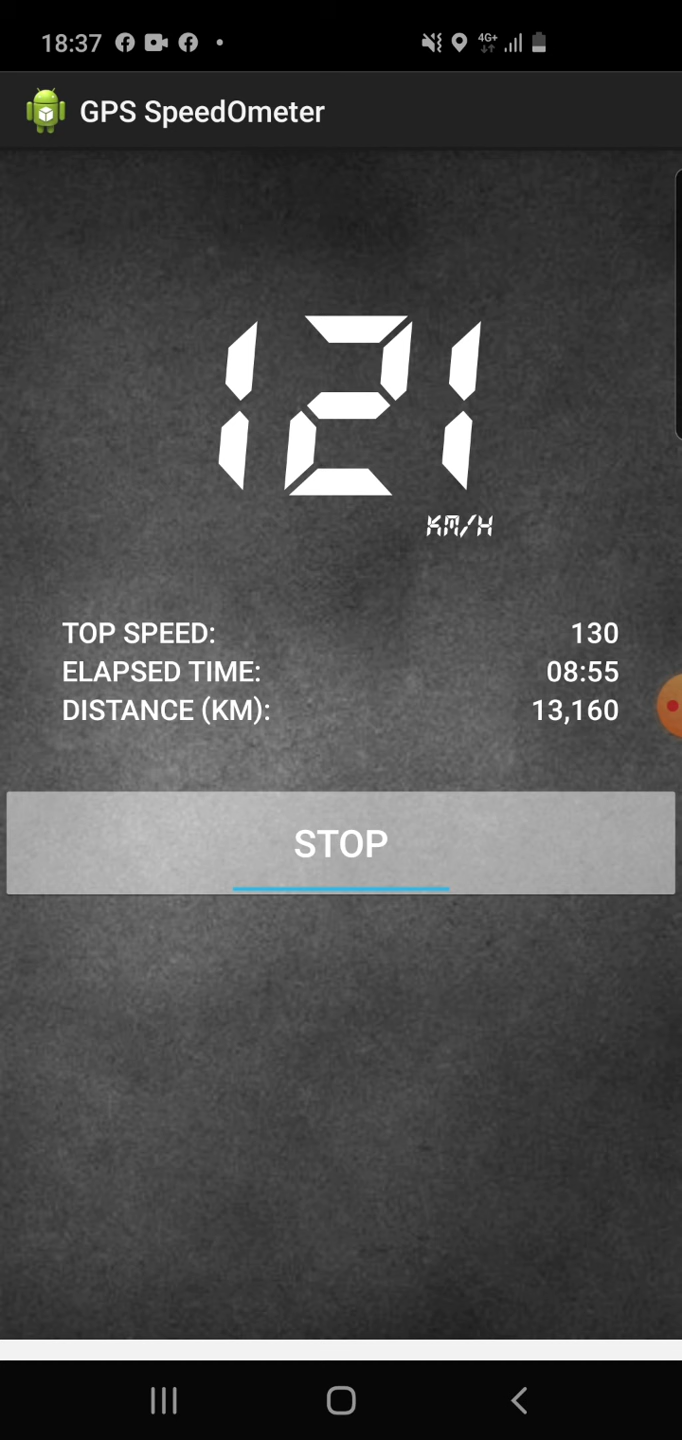 18:37 4G+
GPS SpeedOmeter
121
KM/H
TOP SPEED: 130
ELAPSED TIME: 08:55
DISTANCE (KM): 13,160
STOP